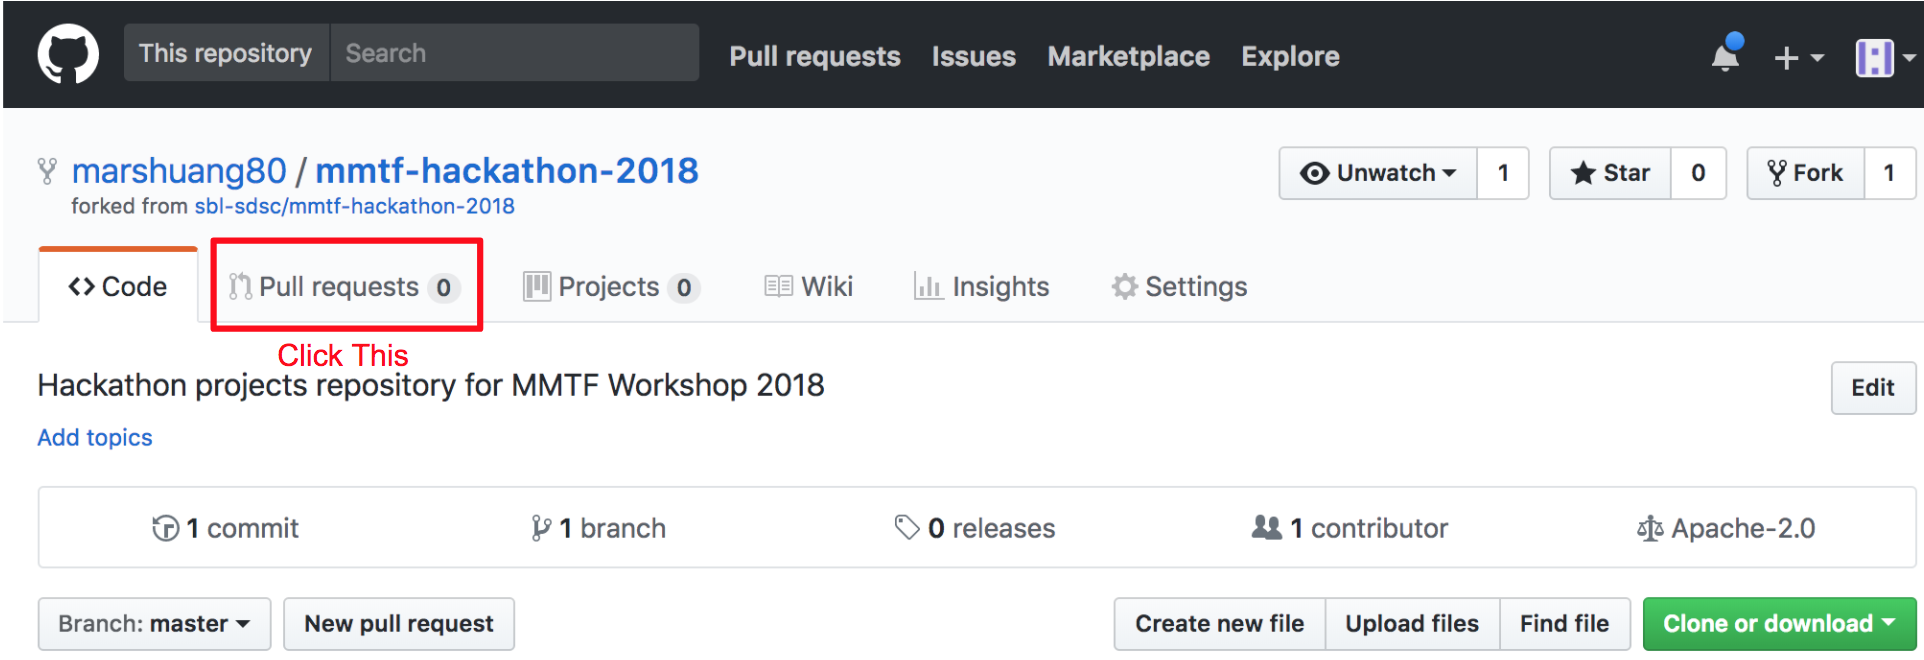 This repository Search Pull requests Issues Marketplace Explore
marshuang80 / mmtf-hackathon-2018 Unwatch 1 Star 0 Fork 1
forked from sbl-sdsc/mmtf-hackathon-2018
Code Pull requests 0 Projects 0 Wiki Insights Settings
Click This
Hackathon projects repository for MMTF Workshop 2018 Edit
Add topics
1 commit 1 branch 0 releases 1 contributor Apache-2.0
Branch: master New pull request Create new file Upload files Find file Clone or download